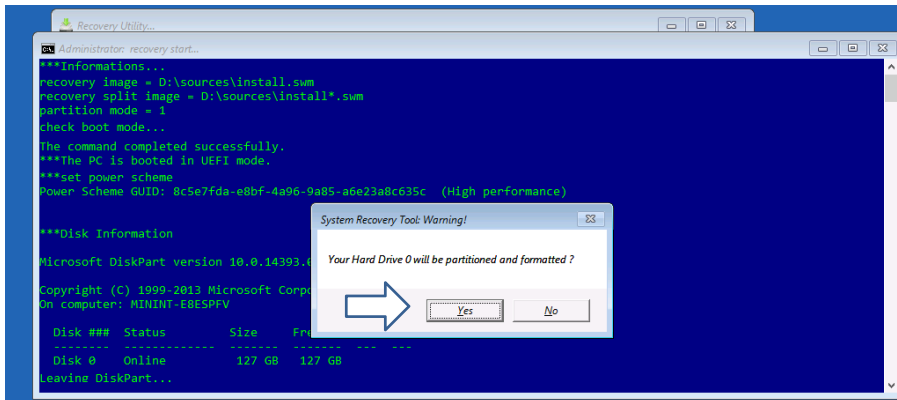 Recovery Utility...
Administrator: recovery start...
***Informations...
recovery image = D:\sources\install.swm
recovery split image = D:\sources\install*.swm
partition mode = 1
check boot mode...
The command completed successfully.
***The PC is booted in UEFI mode.
***set power scheme
Power Scheme GUID: 8c5e7fda-e8bf-4a96-9a85-a6e23a8c635c (High performance)
System Recovery Tool: Warning!
***Disk Information
Your Hard Drive 0 will be partitioned and formatted ?
Microsoft DiskPart version 10.0.14393.
Copyright (C) 1999-2013 Microsoft
On computer: MININT-E8ESPFV
Yes No
Disk ### Status Size
-------- ------------- ------- ------- --- ---
Disk 0 Online 127 GB 127 GB
Leaving DiskPart...